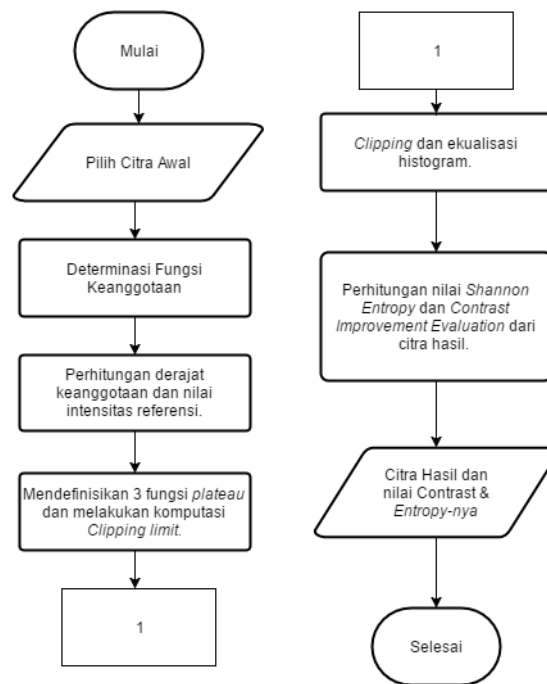 Mulai
Pilih Citra Awal
Determinasi Fungsi
Keanggotaan
Perhitungan derajat
keanggotaan dan nilai
intensitas referensi.
Mendefinisikan 3 fungsi plateau
dan melakukan komputasi
Clipping limit.
1
1
Clipping dan ekualisasi
histogram.
Perhitungan nilai Shannon
Entropy dan Contrast
Improvement Evaluation dari
citra hasil.
Citra Hasil dan
nilai Contrast &
Entropy-nya
Selesai